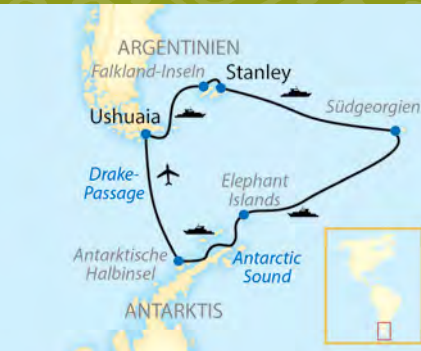 ARGENTINIEN
Falkland-Inseln
Stanley
Südgeorgien
Ushuaia
Drake-
Passage
Elephant
Islands
Antarktische
Halbinsel
Antarctic
Sound
ANTARKTIS